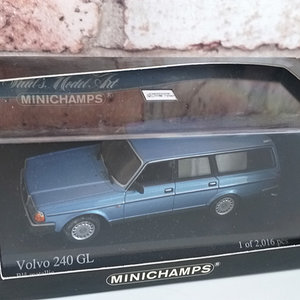 Paul's Model Art
MINICHAMPS
Volvo 240 GL
1 of 2,016 pcs.
MINICHAMPS